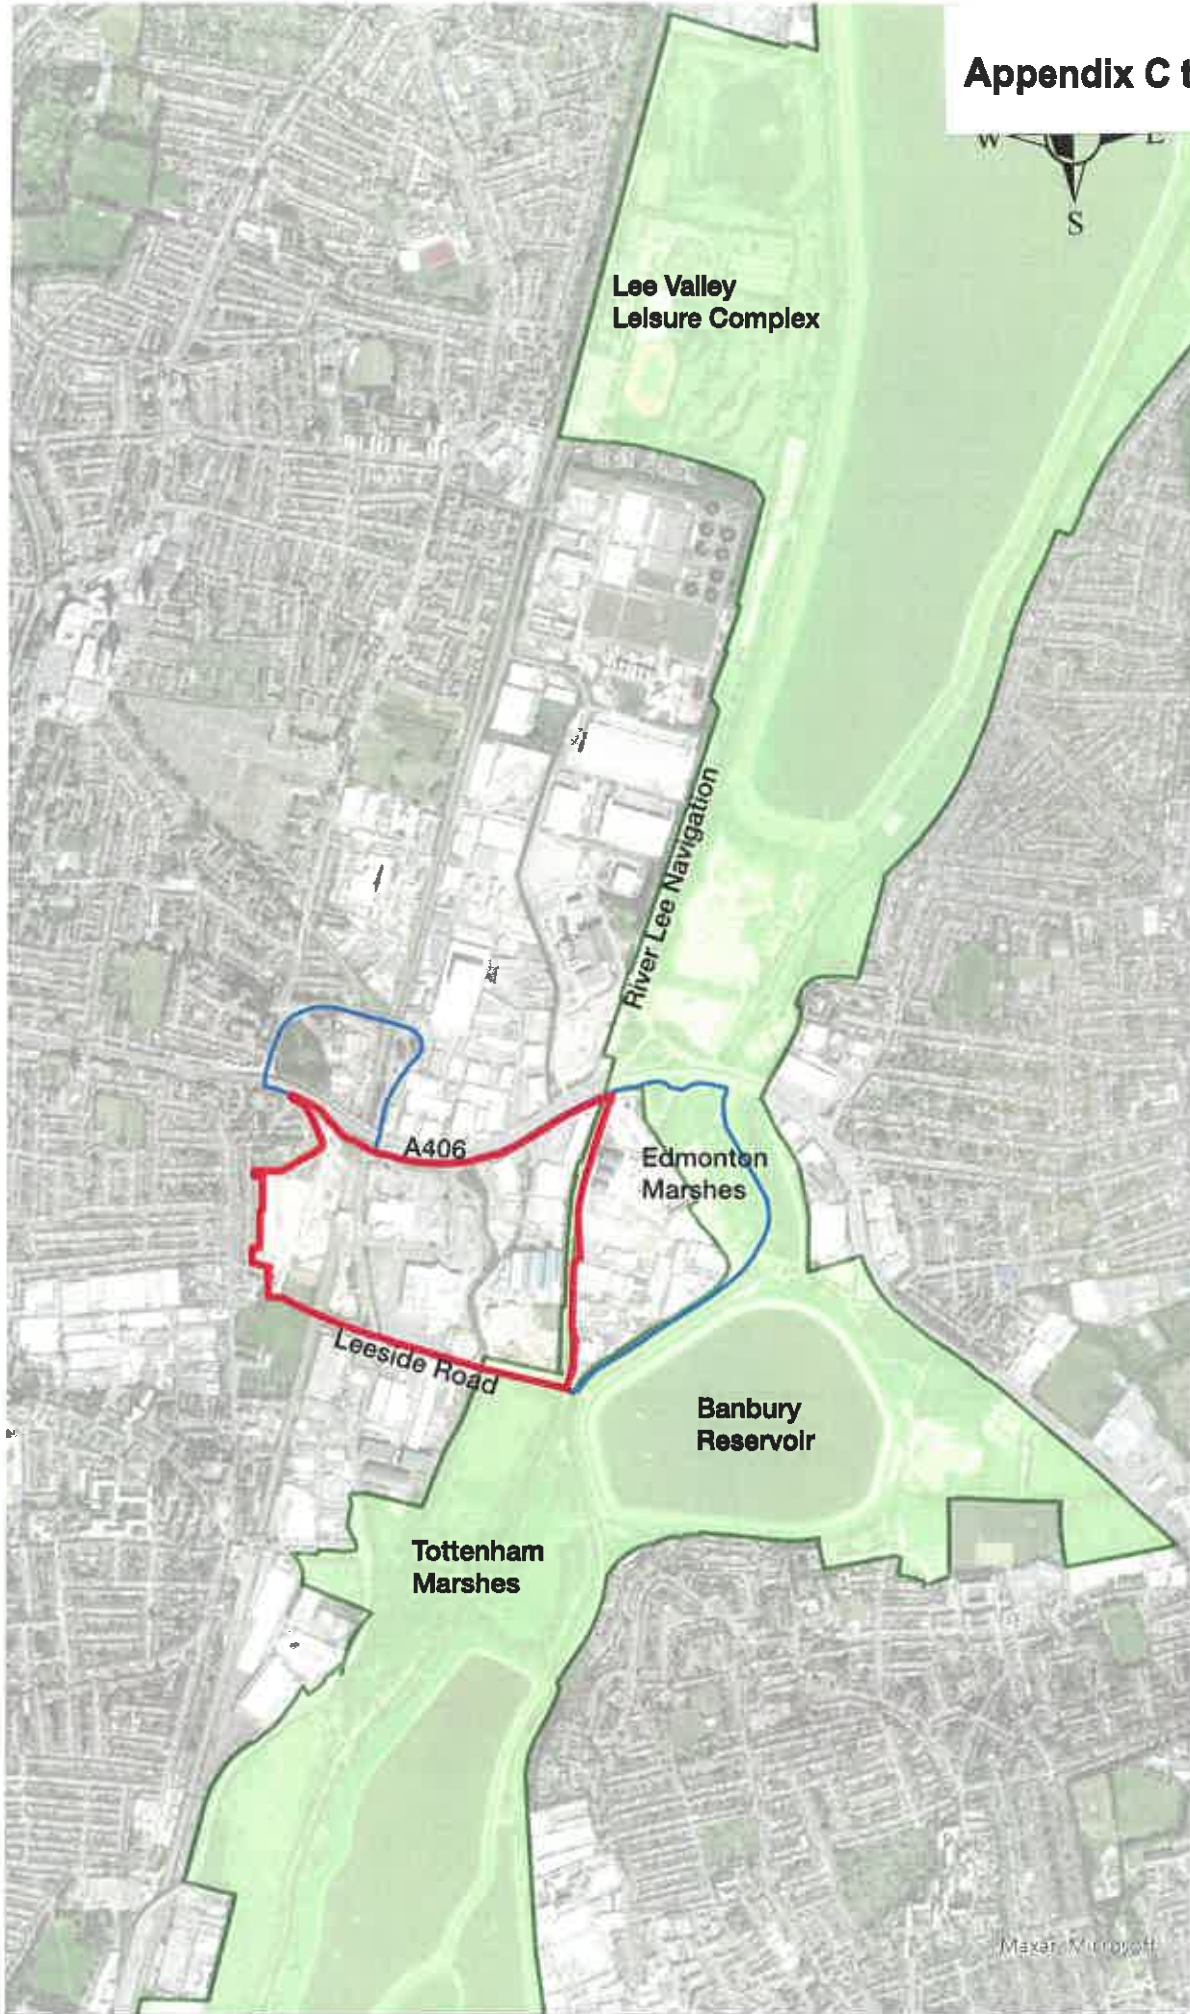 Appendix C t
W E
S
Lee Valley
Leisure Complex
River Lee Navigation
A406
Edmonton
Marshes
Leeside Road
Banbury
Reservoir
Tottenham
Marshes
Maxar, Microsoft